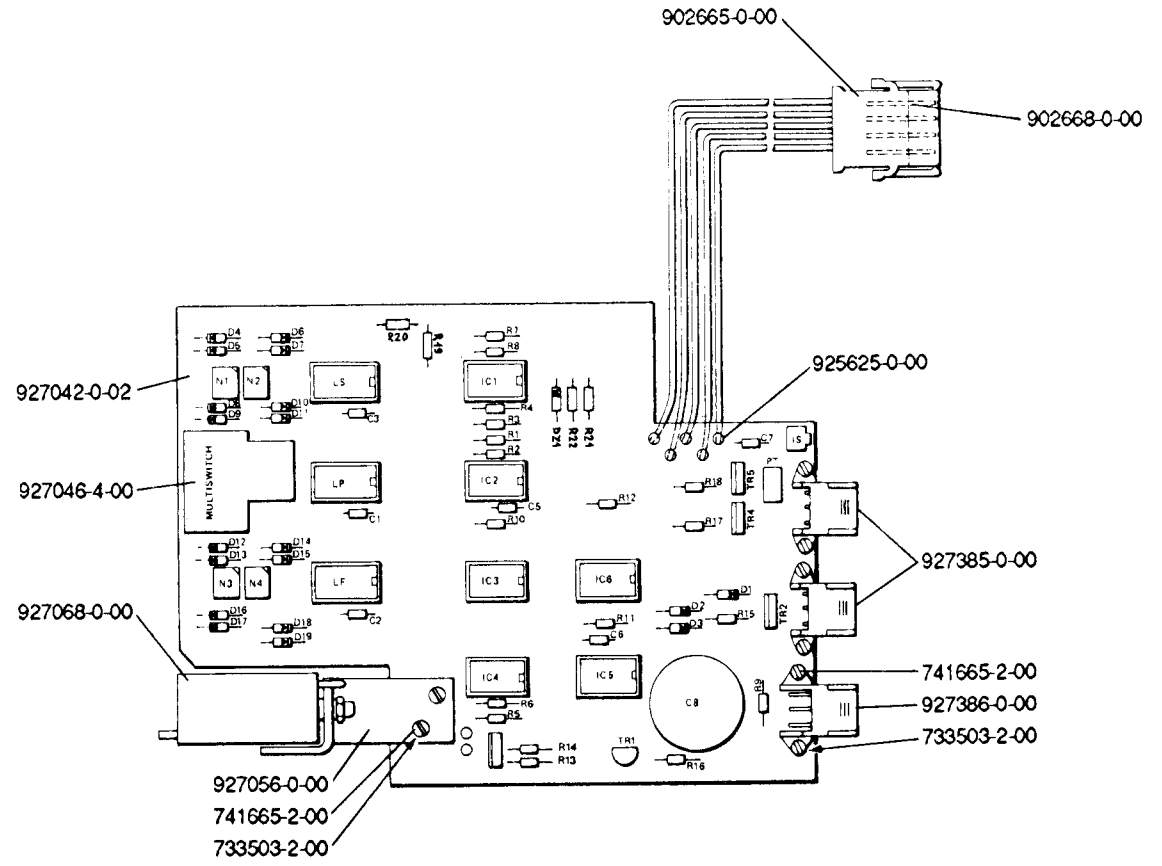 902665-0-00
902668-0-00
D4 D6 R20 R19 R7
D5 D7 R8
925625-0-00
N1 N2 LS IC1
927042-0-02
D8 D10 R4
D9 D11 C3 R3
R1
R2
C7
IS
MULTISWITCH
LP IC2 R18 TR5
927046-4-00
C5 R12
C1 R10 R17 TR4
D12 D14
D13 D15
927385-0-00
N3 N4 LF IC3 IC6
D1
927068-0-00
D16 C2 R11 D2 R15 TR2
D17 D18 D3
D19 C6
741665-2-00
IC4 IC5
C8 R9 927386-0-00
R6
R5
733503-2-00
TR1
R14
R13 R16
927056-0-00
741665-2-00
733503-2-00